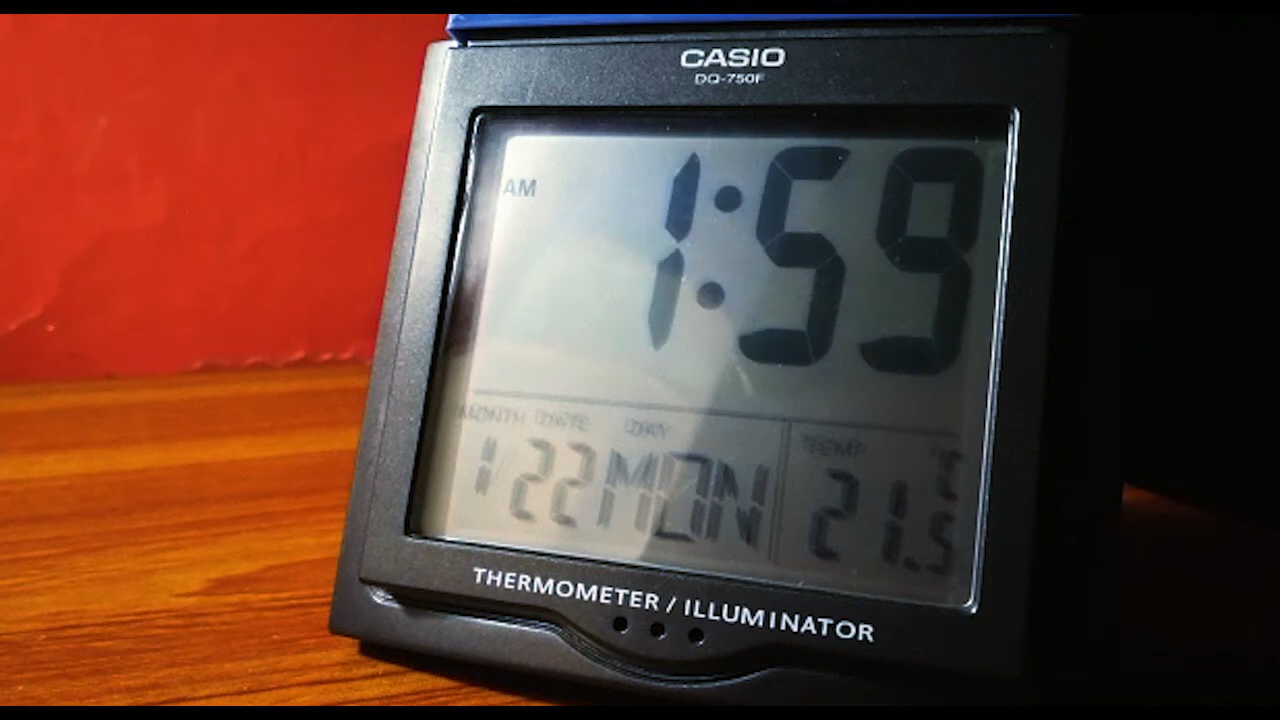 CASIO
DQ-750F
AM 1:59
MONTH DATE DAY TEMP
1/22 MON 21.5
THERMOMETER / ILLUMINATOR